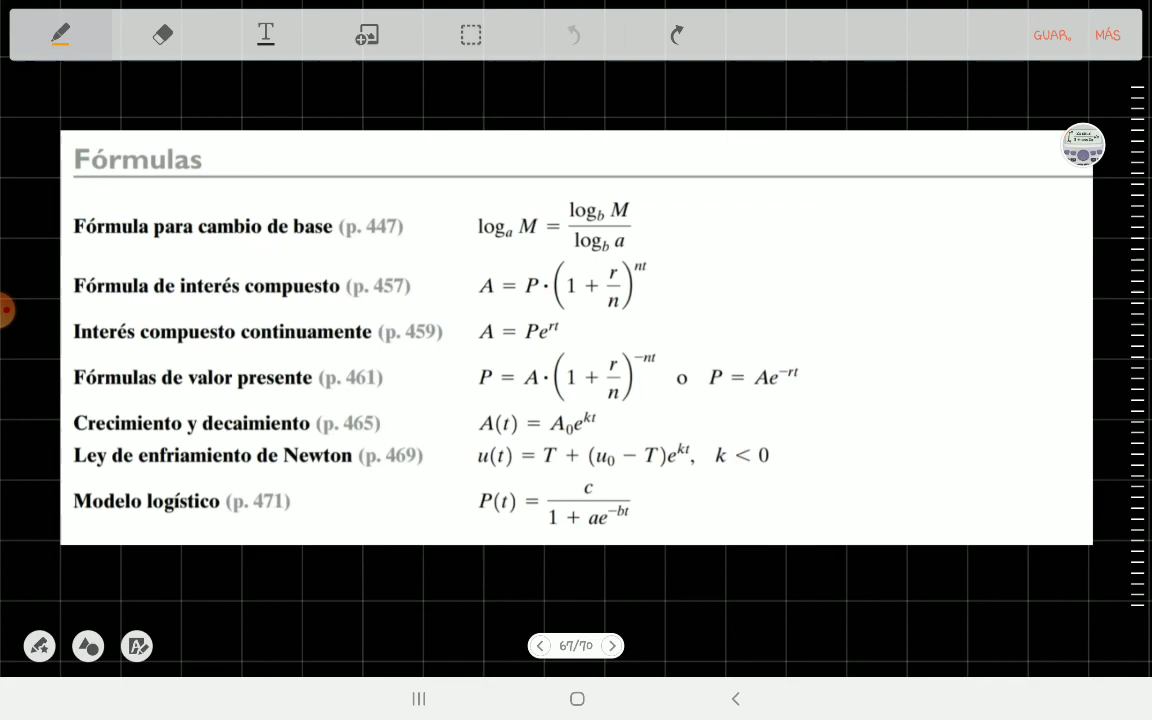 GUAR. MÁS
Fórmulas
Fórmula para cambio de base (p. 447) log_a M = log_b M / log_b a
Fórmula de interés compuesto (p. 457) A = P · (1 + r/n)^nt
Interés compuesto continuamente (p. 459) A = Pe^rt
Fórmulas de valor presente (p. 461) P = A · (1 + r/n)^−nt o P = Ae^−rt
Crecimiento y decaimiento (p. 465) A(t) = A₀e^kt
Ley de enfriamiento de Newton (p. 469) u(t) = T + (u₀ − T)e^kt, k < 0
Modelo logístico (p. 471) P(t) = c / (1 + ae^−bt)
67/70